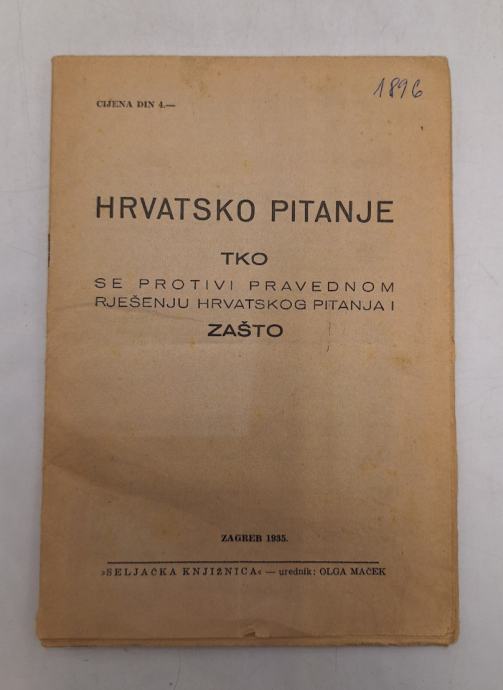 CIJENA DIN 4.—
1896
HRVATSKO PITANJE
TKO
SE PROTIVI PRAVEDNOM
RJEŠENJU HRVATSKOG PITANJA I
ZAŠTO
ZAGREB 1935.
»SELJAČKA KNJIŽNICA« — urednik: OLGA MAČEK